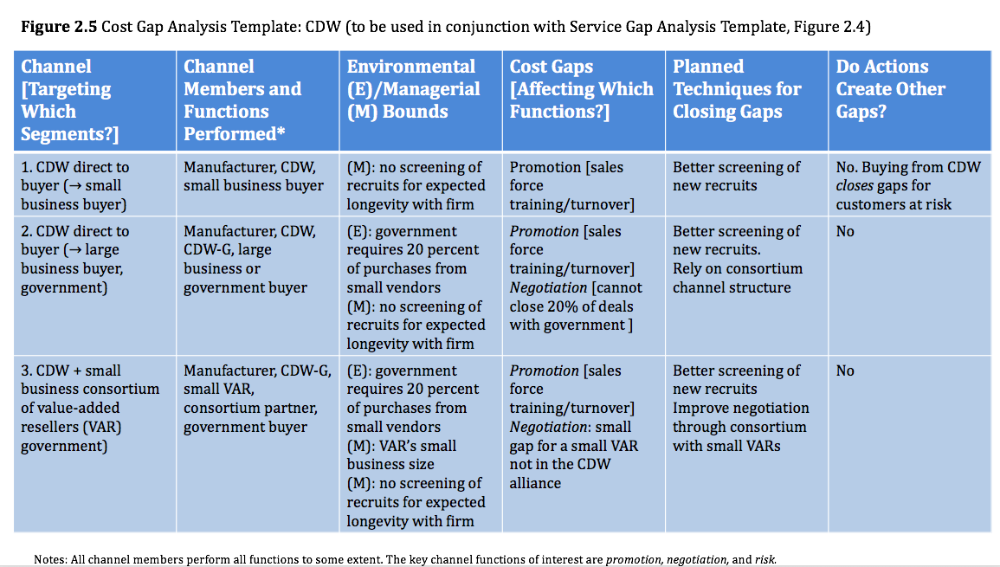 Figure 2.5 Cost Gap Analysis Template: CDW (to be used in conjunction with Service Gap Analysis Template, Figure 2.4)
Channel
[Targeting
Which
Segments?]
Channel
Members and
Functions
Performed*
Environmental
(E)/Managerial
(M) Bounds
Cost Gaps
[Affecting Which
Functions?]
Planned
Techniques for
Closing Gaps
Do Actions
Create Other
Gaps?
1. CDW direct to
buyer (→ small
business buyer)
Manufacturer, CDW,
small business buyer
(M): no screening of
recruits for expected
longevity with firm
Promotion [sales
force
training/turnover]
Better screening of
new recruits
No. Buying from CDW
closes gaps for
customers at risk
2. CDW direct to
buyer (→ large
business buyer,
government)
Manufacturer, CDW,
CDW-G, large
business or
government buyer
(E): government
requires 20 percent
of purchases from
small vendors
(M): no screening of
recruits for expected
longevity with firm
Promotion [sales
force
training/turnover]
Negotiation [cannot
close 20% of deals
with government ]
Better screening of
new recruits.
Rely on consortium
channel structure
No
3. CDW + small
business consortium
of value-added
resellers (VAR)
government)
Manufacturer, CDW-G,
small VAR,
consortium partner,
government buyer
(E): government
requires 20 percent
of purchases from
small vendors
(M): VAR's small
business size
(M): no screening of
recruits for expected
longevity with firm
Promotion [sales
force
training/turnover]
Negotiation: small
gap for a small VAR
not in the CDW
alliance
Better screening of
new recruits
Improve negotiation
through consortium
with small VARs
No
Notes: All channel members perform all functions to some extent. The key channel functions of interest are promotion, negotiation, and risk.